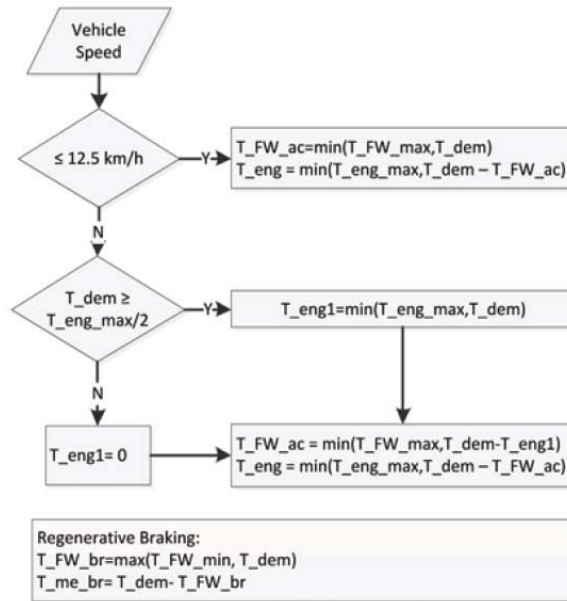 Vehicle
Speed
≤ 12.5 km/h
Y
T_FW_ac=min(T_FW_max,T_dem)
T_eng = min(T_eng_max,T_dem – T_FW_ac)
N
T_dem ≥
T_eng_max/2
Y
T_eng1=min(T_eng_max,T_dem)
N
T_eng1= 0
T_FW_ac = min(T_FW_max,T_dem-T_eng1)
T_eng = min(T_eng_max,T_dem – T_FW_ac)
Regenerative Braking:
T_FW_br=max(T_FW_min, T_dem)
T_me_br= T_dem- T_FW_br